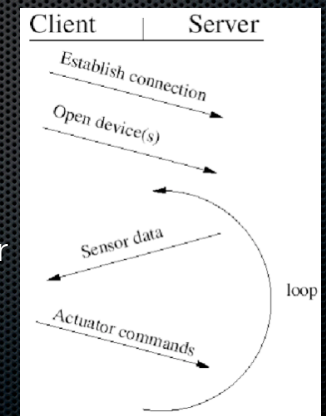 Client Server
Establish connection
Open device(s)
Sensor data
r
loop
Actuator commands